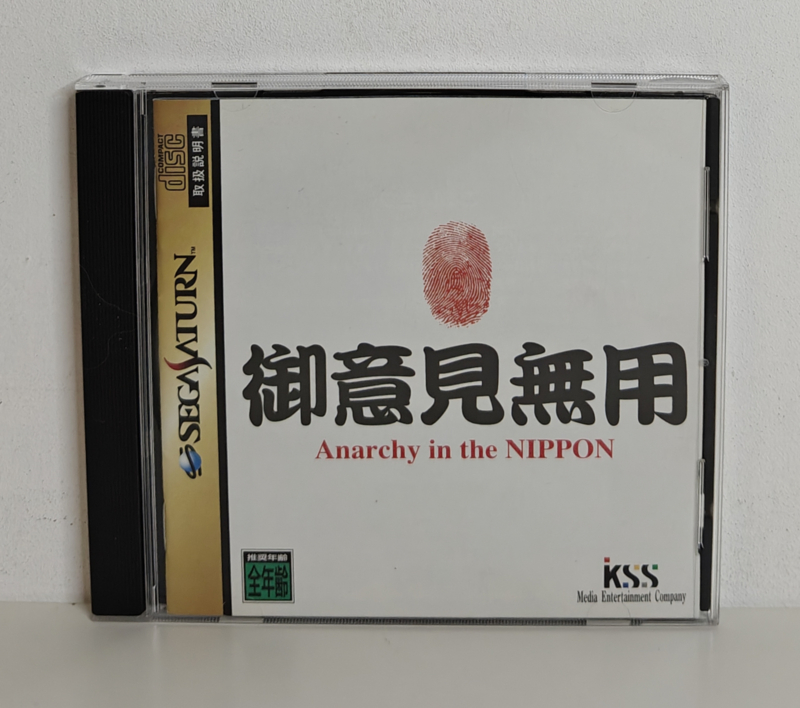 COMPACT
disc
取扱説明書
SEGA SATURN™
御意見無用
Anarchy in the NIPPON
推奨年齢
全年齢
KSS
Media Entertainment Company